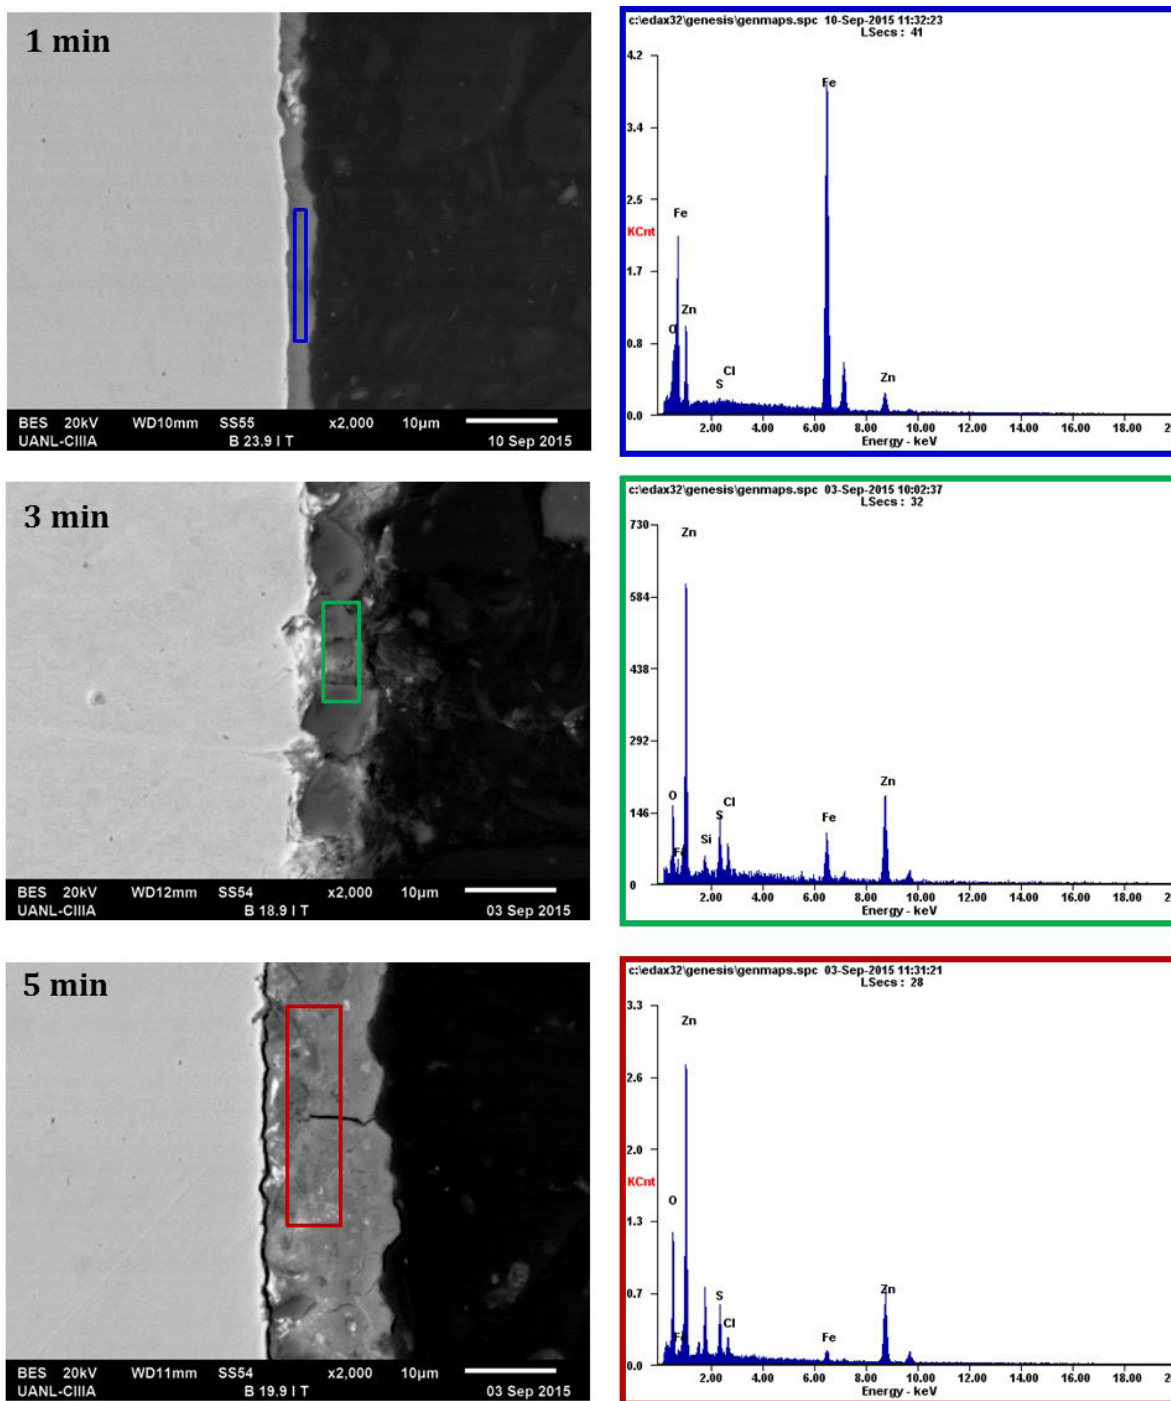 1 min
BES 20kV WD10mm SS55 x2,000 10µm
UANL-CIIIA B 23.9 I T 10 Sep 2015
c:\edax32\genesis\genmaps.spc 10-Sep-2015 11:32:23
LSecs : 41
4.2
Fe
3.4
2.5
Fe
KCnt
1.7
Zn
O
0.8
Cl
S
Zn
0.0
2.00 4.00 6.00 8.00 10.00 12.00 14.00 16.00 18.00
Energy - keV
3 min
BES 20kV WD12mm SS54 x2,000 10µm
UANL-CIIIA B 18.9 I T 03 Sep 2015
c:\edax32\genesis\genmaps.spc 03-Sep-2015 10:02:37
LSecs : 32
730
Zn
584
438
292
Zn
O
Cl
146
S
Fe
Si
0
2.00 4.00 6.00 8.00 10.00 12.00 14.00 16.00 18.00
Energy - keV
5 min
BES 20kV WD11mm SS54 x2,000 10µm
UANL-CIIIA B 19.9 I T 03 Sep 2015
c:\edax32\genesis\genmaps.spc 03-Sep-2015 11:31:21
LSecs : 28
3.3
Zn
2.6
2.0
KCnt
O
1.3
0.7
Zn
S
Cl
Fe
0.0
2.00 4.00 6.00 8.00 10.00 12.00 14.00 16.00 18.00
Energy - keV